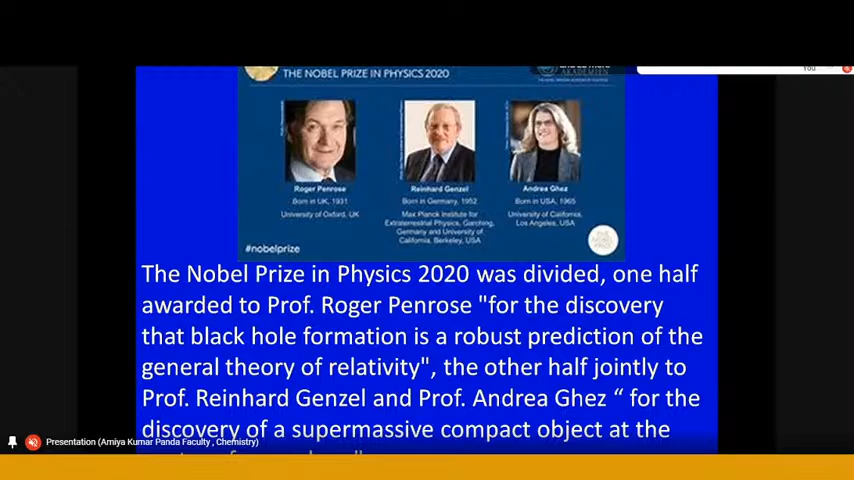 THE NOBEL PRIZE IN PHYSICS 2020
AKADEMIEN
You
Roger Penrose
Born in UK, 1931
University of Oxford, UK
Reinhard Genzel
Born in Germany, 1952
Max Planck Institute for
Extraterrestrial Physics, Garching,
Germany and University of
California, Berkeley, USA
Andrea Ghez
Born in USA, 1965
University of California,
Los Angeles, USA
#nobelprize
THE
NOBEL
PRIZE
The Nobel Prize in Physics 2020 was divided, one half
awarded to Prof. Roger Penrose "for the discovery
that black hole formation is a robust prediction of the
general theory of relativity", the other half jointly to
Prof. Reinhard Genzel and Prof. Andrea Ghez “ for the
discovery of a supermassive compact object at the
Presentation (Amiya Kumar Panda Faculty , Chemistry)